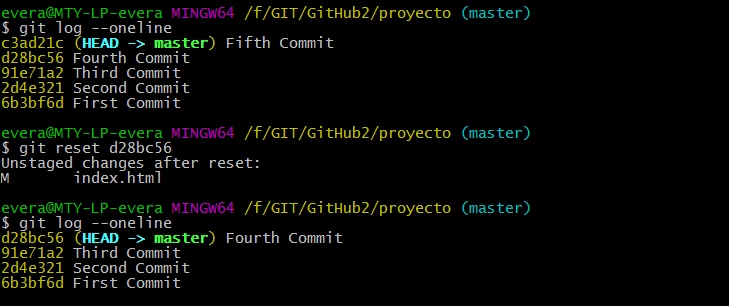 evera@MTY-LP-evera MINGW64 /f/GIT/GitHub2/proyecto (master)
$ git log --oneline
c3ad21c (HEAD -> master) Fifth Commit
d28bc56 Fourth Commit
91e71a2 Third Commit
2d4e321 Second Commit
6b3bf6d First Commit
evera@MTY-LP-evera MINGW64 /f/GIT/GitHub2/proyecto (master)
$ git reset d28bc56
Unstaged changes after reset:
M       index.html
evera@MTY-LP-evera MINGW64 /f/GIT/GitHub2/proyecto (master)
$ git log --oneline
d28bc56 (HEAD -> master) Fourth Commit
91e71a2 Third Commit
2d4e321 Second Commit
6b3bf6d First Commit